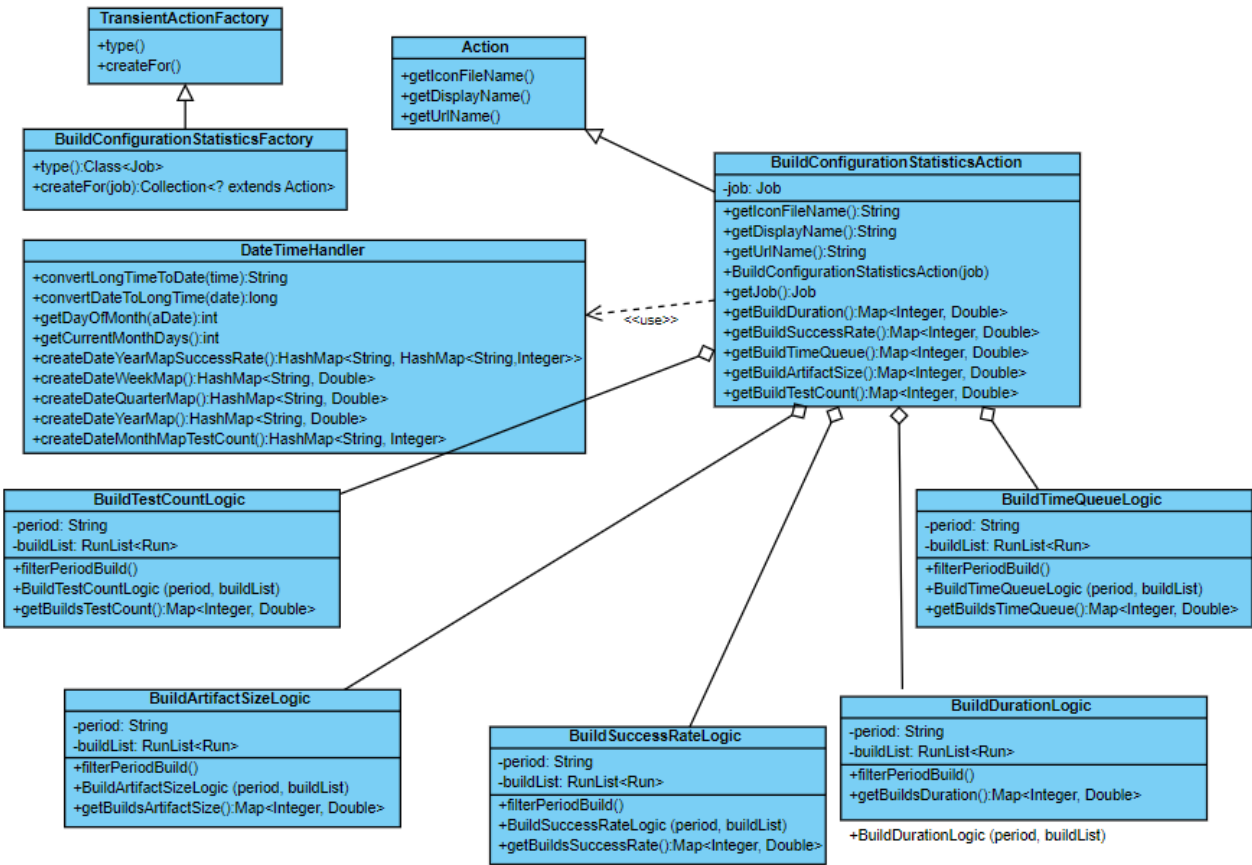 TransientActionFactory
+type()
+createFor()
Action
+getIconFileName()
+getDisplayName()
+getUrlName()
BuildConfigurationStatisticsFactory
+type():Class<Job>
+createFor(job):Collection<? extends Action>
BuildConfigurationStatisticsAction
-job: Job
+getIconFileName():String
+getDisplayName():String
+getUrlName():String
+BuildConfigurationStatisticsAction(job)
+getJob():Job
+getBuildDuration():Map<Integer, Double>
+getBuildSuccessRate():Map<Integer, Double>
+getBuildTimeQueue():Map<Integer, Double>
+getBuildArtifactSize():Map<Integer, Double>
+getBuildTestCount():Map<Integer, Double>
DateTimeHandler
+convertLongTimeToDate(time):String
+convertDateToLongTime(date):long
+getDayOfMonth(aDate):int
+getCurrentMonthDays():int
+createDateYearMapSuccessRate():HashMap<String, HashMap<String,Integer>>
+createDateWeekMap():HashMap<String, Double>
+createDateQuarterMap():HashMap<String, Double>
+createDateYearMap():HashMap<String, Double>
+createDateMonthMapTestCount():HashMap<String, Integer>
<<use>>
BuildTestCountLogic
-period: String
-buildList: RunList<Run>
+filterPeriodBuild()
+BuildTestCountLogic (period, buildList)
+getBuildsTestCount():Map<Integer, Double>
BuildTimeQueueLogic
-period: String
-buildList: RunList<Run>
+filterPeriodBuild()
+BuildTimeQueueLogic (period, buildList)
+getBuildsTimeQueue():Map<Integer, Double>
BuildArtifactSizeLogic
-period: String
-buildList: RunList<Run>
+filterPeriodBuild()
+BuildArtifactSizeLogic (period, buildList)
+getBuildsArtifactSize():Map<Integer, Double>
BuildSuccessRateLogic
-period: String
-buildList: RunList<Run>
+filterPeriodBuild()
+BuildSuccessRateLogic (period, buildList)
+getBuildsSuccessRate():Map<Integer, Double>
BuildDurationLogic
-period: String
-buildList: RunList<Run>
+filterPeriodBuild()
+getBuildsDuration():Map<Integer, Double>
+BuildDurationLogic (period, buildList)